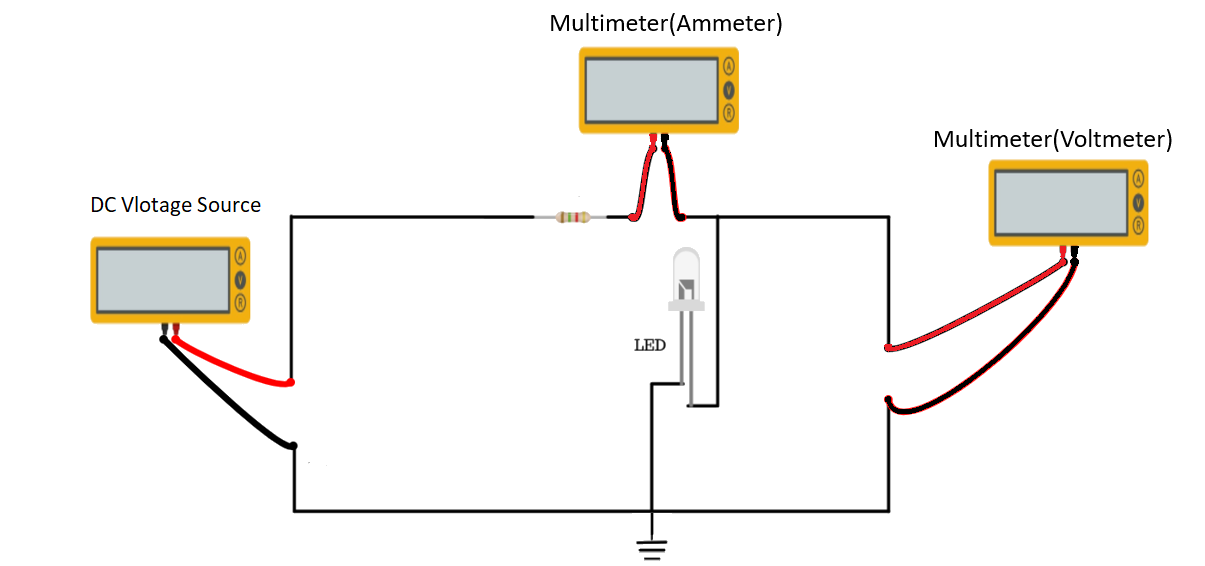 Multimeter(Ammeter)
A
V
R
Multimeter(Voltmeter)
A
V
R
DC Vlotage Source
A
V
R
LED